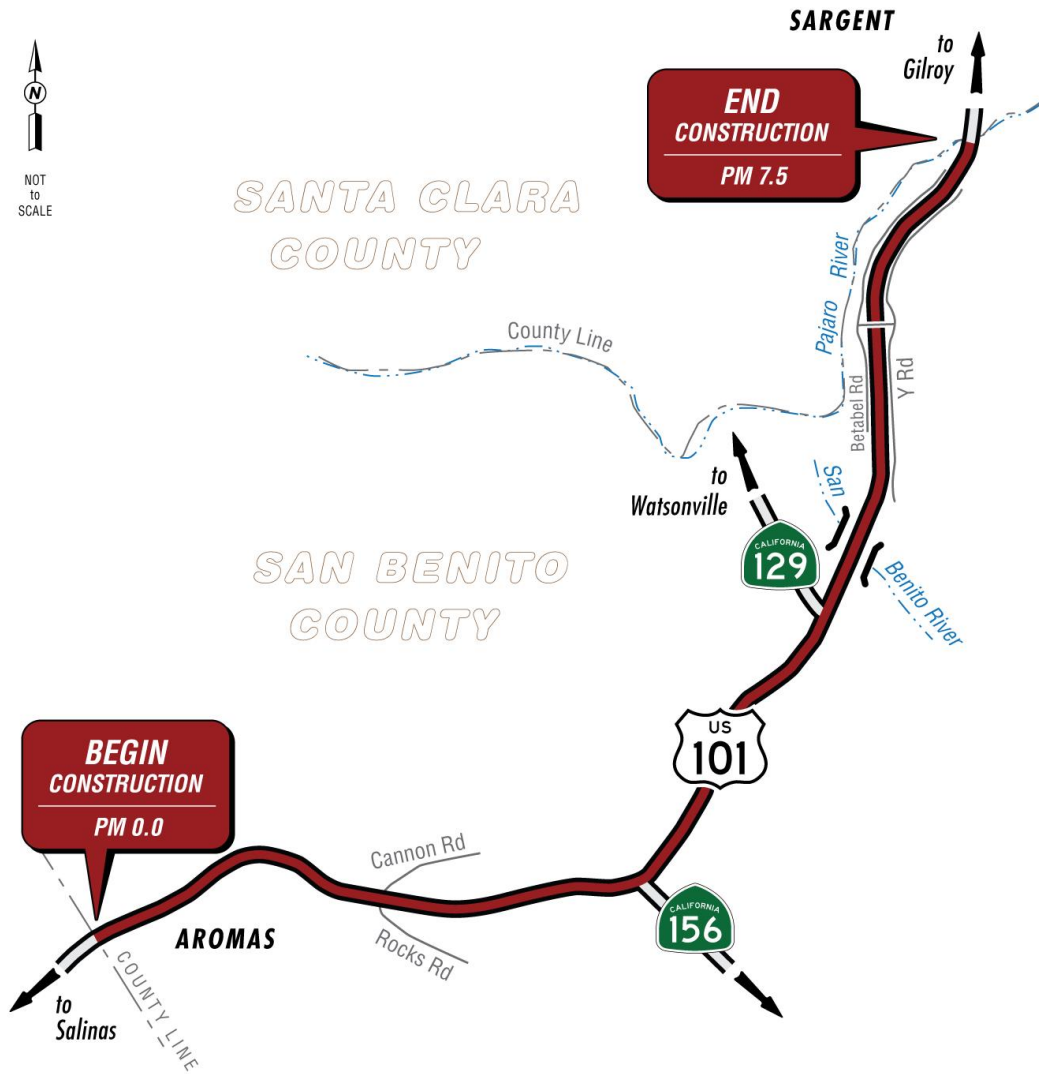 SARGENT
to
Gilroy
N
NOT
to
SCALE
END
CONSTRUCTION
PM 7.5
SANTA CLARA
COUNTY
Pajaro River
County Line
Betabel Rd
Y Rd
to
Watsonville
San
CALIFORNIA
129
Benito River
SAN BENITO
COUNTY
US
101
BEGIN
CONSTRUCTION
PM 0.0
Cannon Rd
CALIFORNIA
156
AROMAS
Rocks Rd
COUNTY LINE
to
Salinas